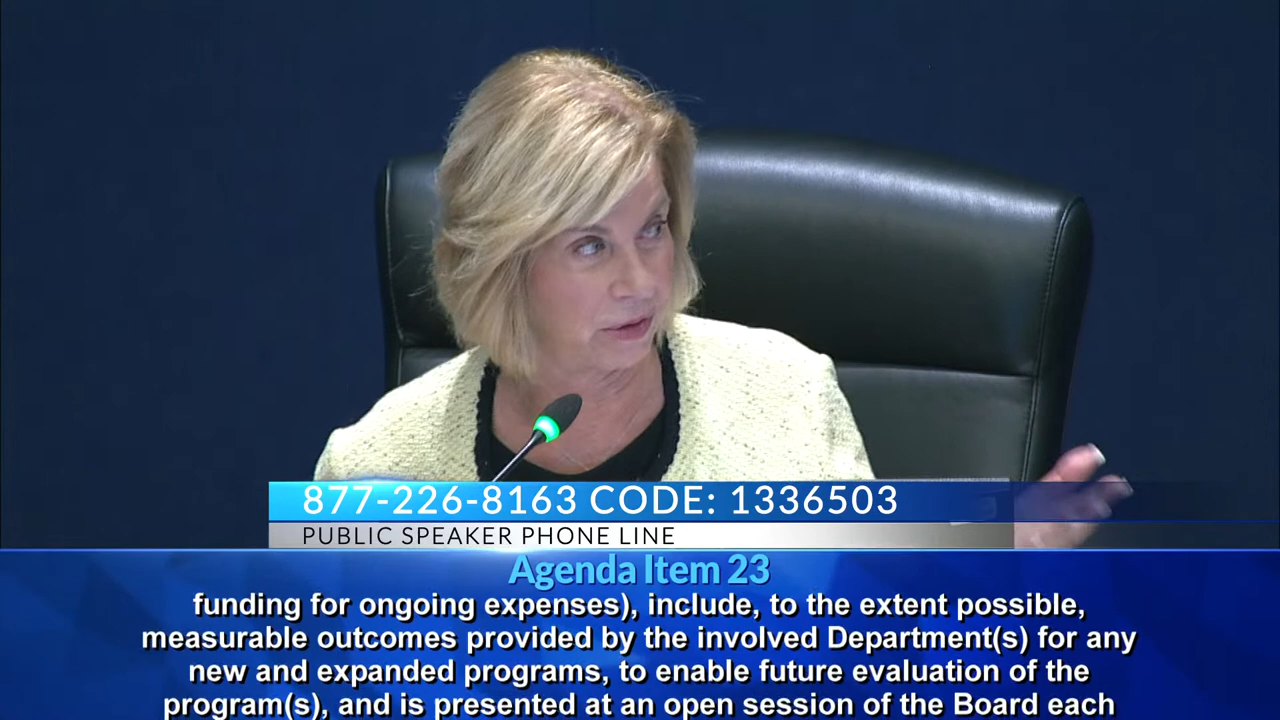 877-226-8163 CODE: 1336503
PUBLIC SPEAKER PHONE LINE
Agenda Item 23
funding for ongoing expenses), include, to the extent possible,
measurable outcomes provided by the involved Department(s) for any
new and expanded programs, to enable future evaluation of the
program(s), and is presented at an open session of the Board each